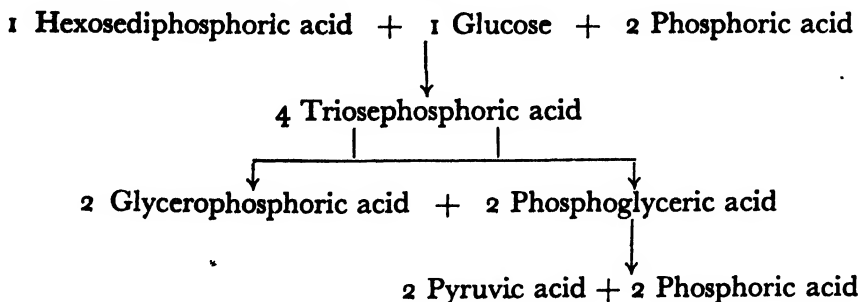 1 Hexosediphosphoric acid + 1 Glucose + 2 Phosphoric acid
4 Triosephosphoric acid
2 Glycerophosphoric acid + 2 Phosphoglyceric acid
2 Pyruvic acid + 2 Phosphoric acid